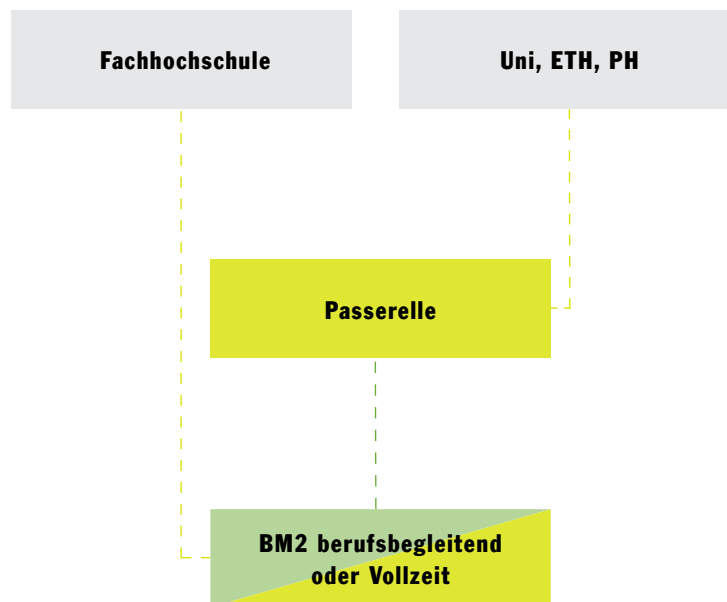 Fachhochschule
Uni, ETH, PH
Passerelle
BM2 berufsbegleitend
oder Vollzeit